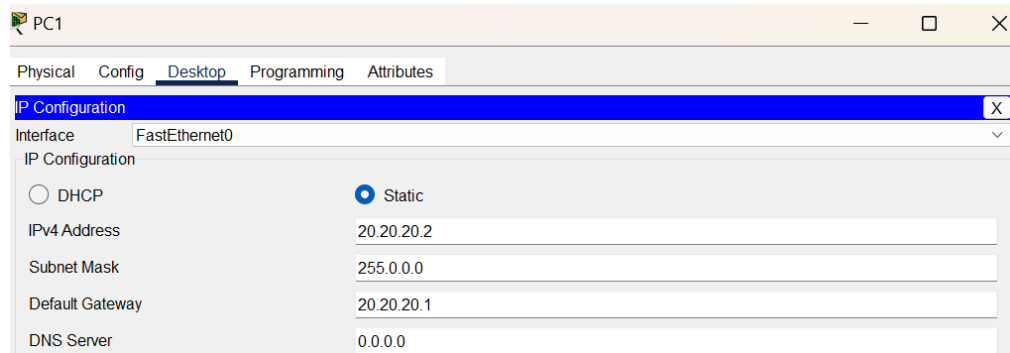 PC1
Physical Config Desktop Programming Attributes
IP Configuration X
Interface FastEthernet0
IP Configuration
DHCP Static
IPv4 Address 20.20.20.2
Subnet Mask 255.0.0.0
Default Gateway 20.20.20.1
DNS Server 0.0.0.0